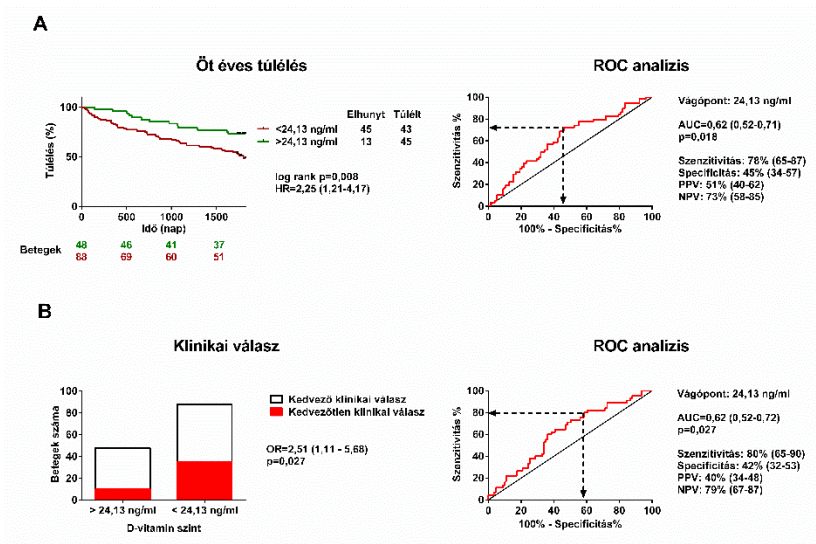 A
Öt éves túlélés
Túlélés (%)
100
50
0
0 500 1000 1500
Idő (nap)
Elhunyt Túlélt
<24,13 ng/ml 45 43
>24,13 ng/ml 13 45
log rank p=0,008
HR=2,25 (1,21-4,17)
Betegek
48 46 41 37
88 69 60 51
ROC analizis
Szenzitivitás %
100
80
60
40
20
0
0 20 40 60 80 100
100% - Specificitás%
Vágópont: 24,13 ng/ml
AUC=0,62 (0,52-0,71)
p=0,018
Szenzitivitás: 78% (65-87)
Specificitás: 45% (34-57)
PPV: 51% (40-62)
NPV: 73% (58-85)
B
Klinikai válasz
Betegek száma
100
80
60
40
20
0
> 24,13 ng/ml < 24,13 ng/ml
D-vitamin szint
Kedvező klinikai válasz
Kedvezőtlen klinikai válasz
OR=2,51 (1,11 - 5,68)
p=0,027
ROC analizis
Szenzitivitás %
100
80
60
40
20
0
0 20 40 60 80 100
100% - Specificitás%
Vágópont: 24,13 ng/ml
AUC=0,62 (0,52-0,72)
p=0,027
Szenzitivitás: 80% (65-90)
Specificitás: 42% (32-53)
PPV: 40% (34-48)
NPV: 79% (67-87)